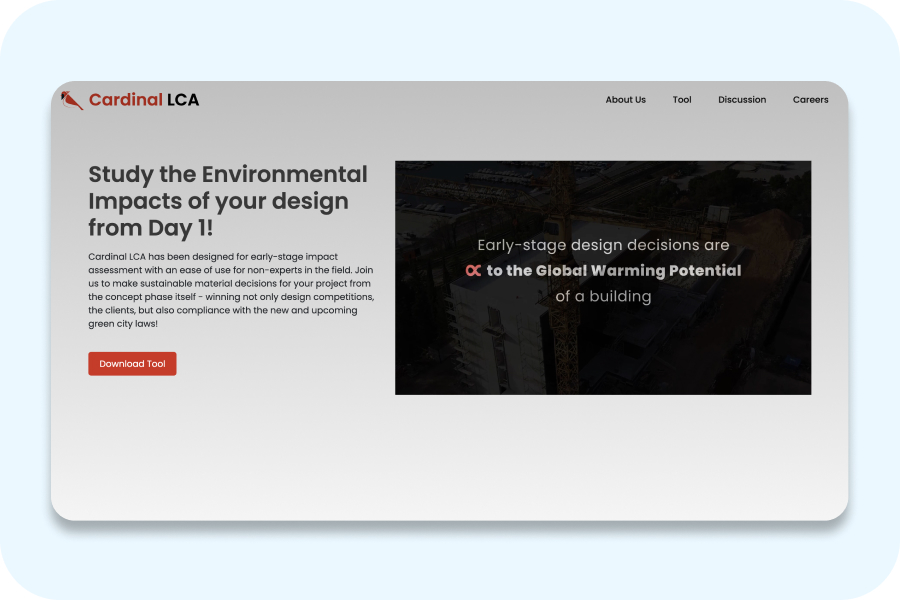 Cardinal LCA
About Us
Tool
Discussion
Careers
Study the Environmental
Impacts of your design
from Day 1!
Cardinal LCA has been designed for early-stage impact
assessment with an ease of use for non-experts in the field. Join
us to make sustainable material decisions for your project from
the concept phase itself - winning not only design competitions,
the clients, but also compliance with the new and upcoming
green city laws!
Download Tool
Early-stage design decisions are
∝ to the Global Warming Potential
of a building